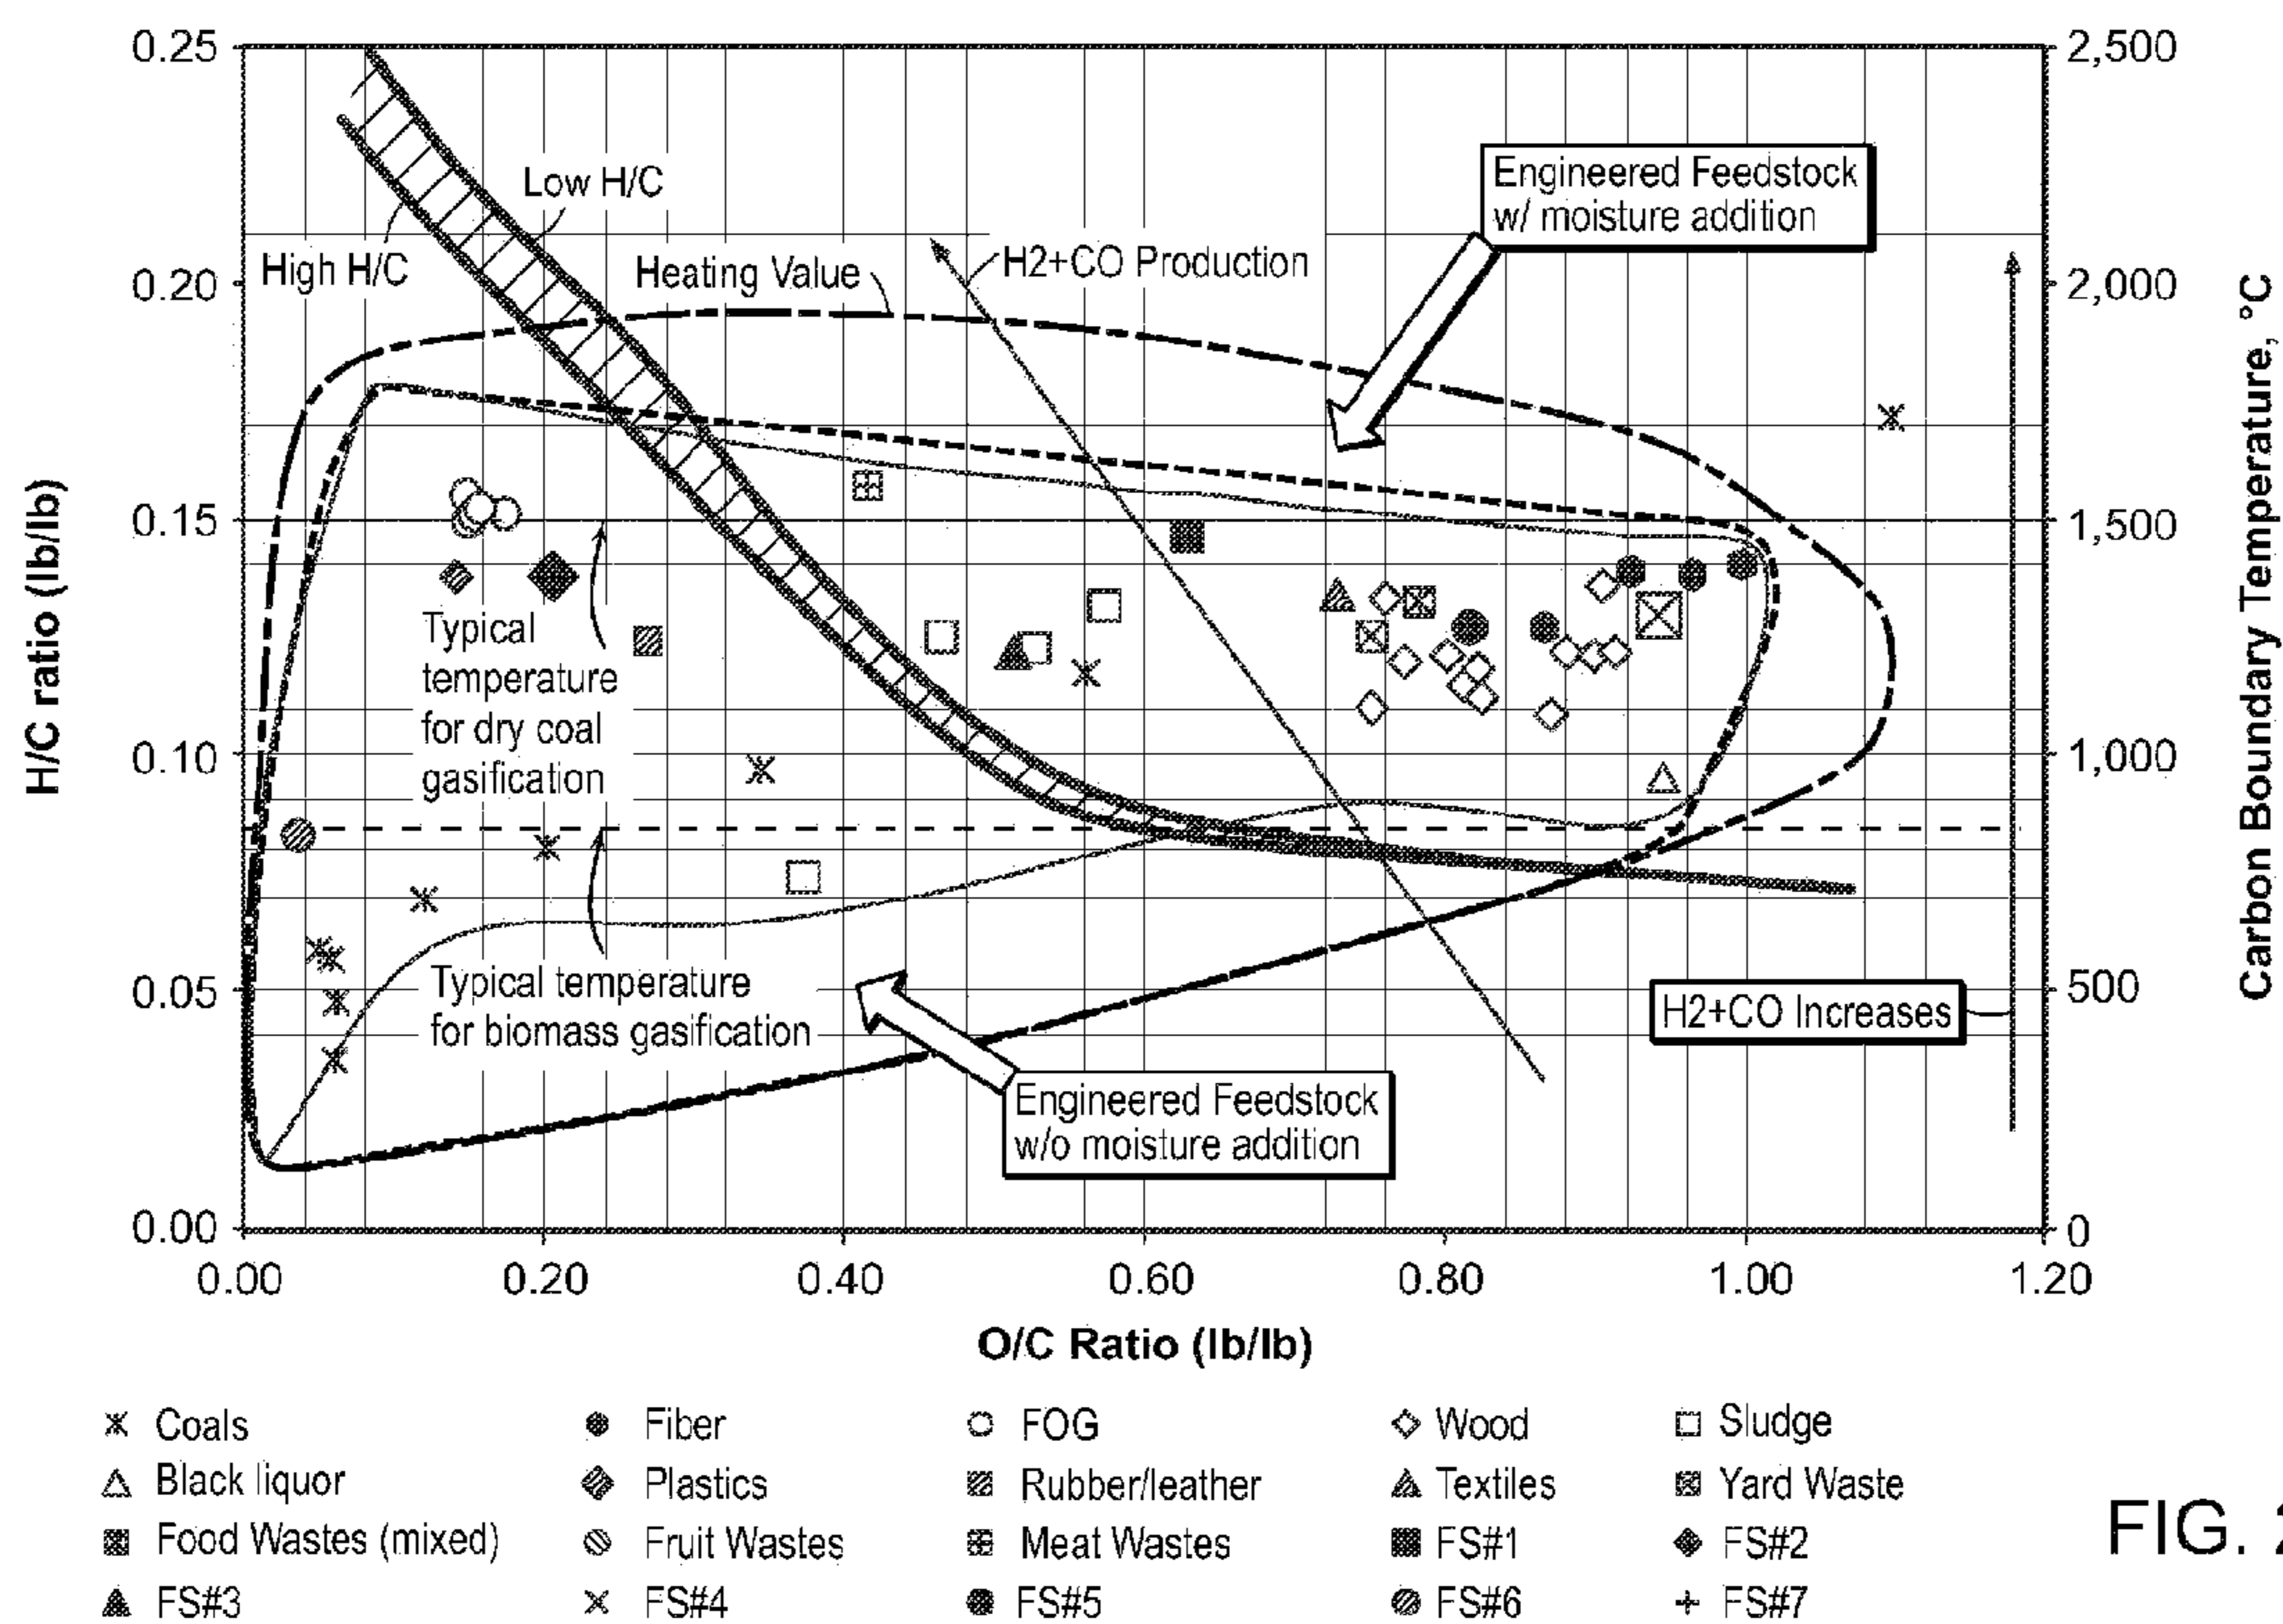 0.25
0.20
0.15
0.10
0.05
0.00
H/C ratio (lb/lb)
2,500
2,000
1,500
1,000
500
0
Carbon Boundary Temperature, °C
Low H/C
High H/C
Heating Value
H2+CO Production
Engineered Feedstock
w/ moisture addition
Typical
temperature
for dry coal
gasification
Typical temperature
for biomass gasification
Engineered Feedstock
w/o moisture addition
H2+CO Increases
0.00 0.20 0.40 0.60 0.80 1.00 1.20
O/C Ratio (lb/lb)
Coals Fiber FOG Wood Sludge
Black liquor Plastics Rubber/leather Textiles Yard Waste
Food Wastes (mixed) Fruit Wastes Meat Wastes FS#1 FS#2
FS#3 FS#4 FS#5 FS#6 FS#7
FIG. 2